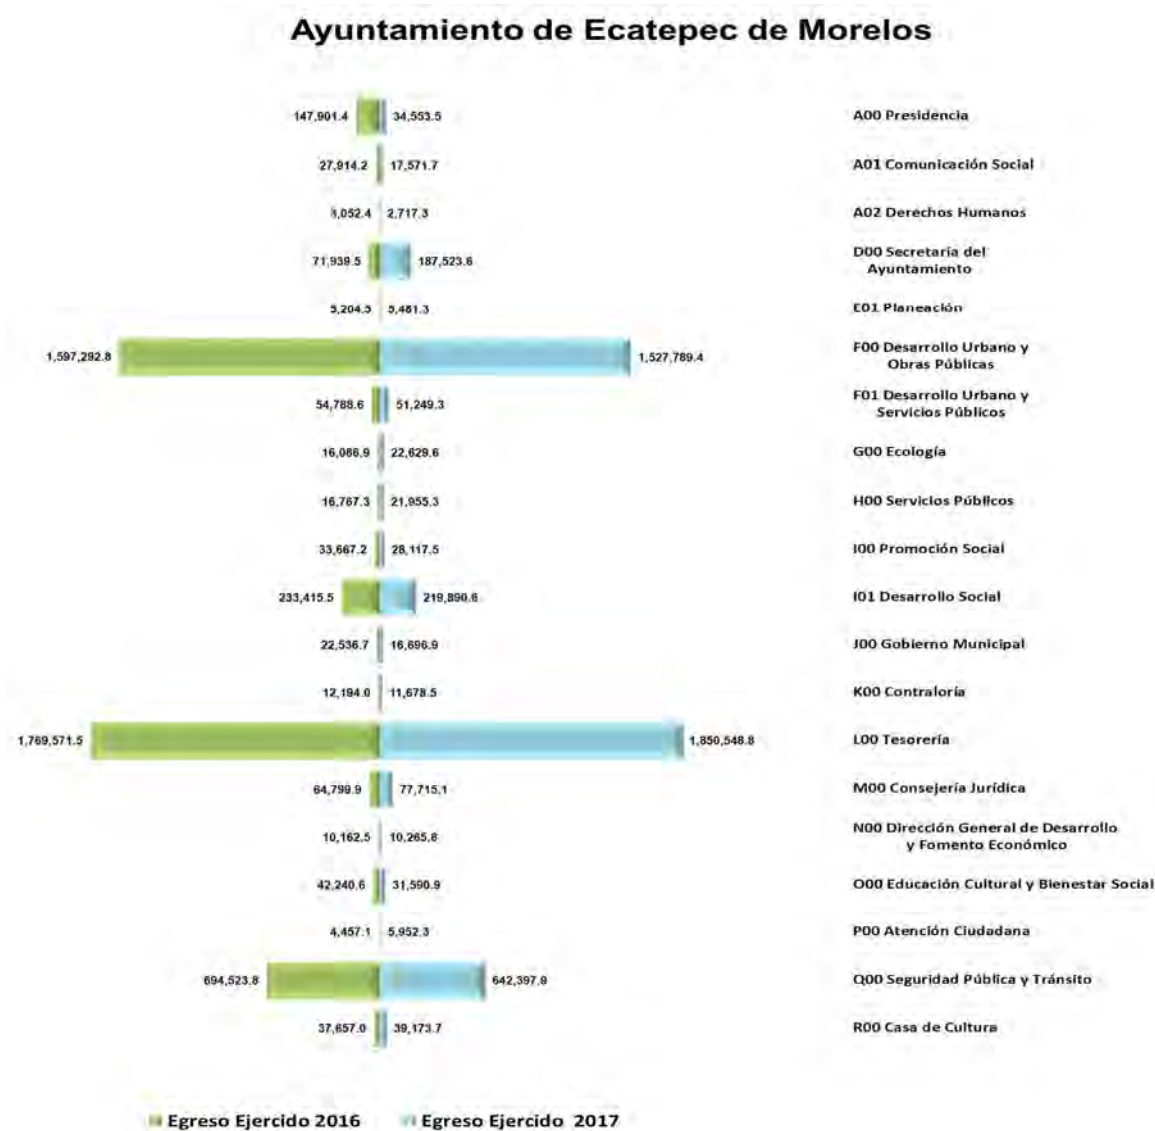 Ayuntamiento de Ecatepec de Morelos
147,901.4 34,553.5 A00 Presidencia
27,914.2 17,571.7 A01 Comunicación Social
2,717.3 A02 Derechos Humanos
71,939.5 187,523.6 D00 Secretaría del
Ayuntamiento
5,481.3 E01 Planeación
1,597,292.8 1,527,789.4 F00 Desarrollo Urbano y
Obras Públicas
54,788.6 51,249.3 F01 Desarrollo Urbano y
Servicios Públicos
16,086.9 22,629.6 G00 Ecología
16,767.3 21,955.3 H00 Servicios Públicos
33,667.2 28,117.5 I00 Promoción Social
233,415.5 219,890.6 I01 Desarrollo Social
22,536.7 16,696.9 J00 Gobierno Municipal
12,194.0 11,678.5 K00 Contraloría
1,769,571.5 1,850,548.8 L00 Tesorería
64,799.9 77,715.1 M00 Consejería Jurídica
10,162.5 10,265.6 N00 Dirección General de Desarrollo
y Fomento Económico
42,240.6 31,590.9 O00 Educación Cultural y Bienestar Social
4,457.1 5,952.3 P00 Atención Ciudadana
694,523.8 642,397.9 Q00 Seguridad Pública y Tránsito
37,657.0 39,173.7 R00 Casa de Cultura
Egreso Ejercido 2016 Egreso Ejercido 2017